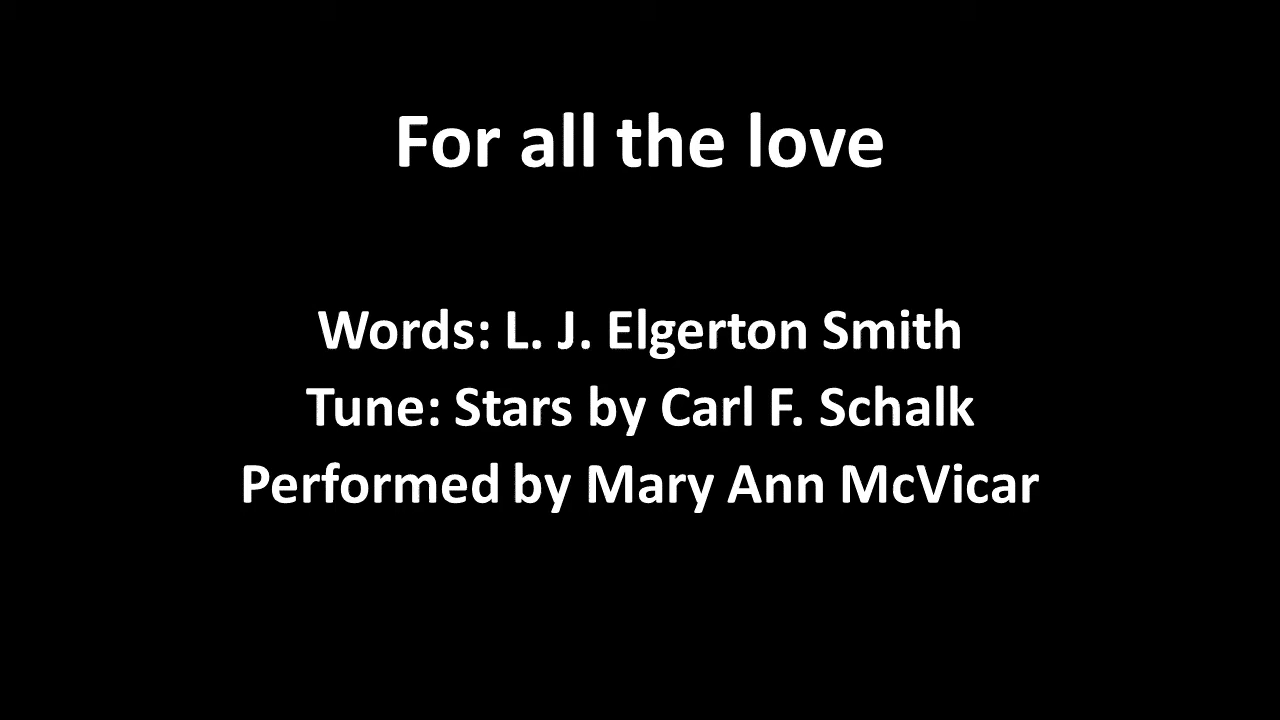 For all the love
Words: L. J. Elgerton Smith
Tune: Stars by Carl F. Schalk
Performed by Mary Ann McVicar